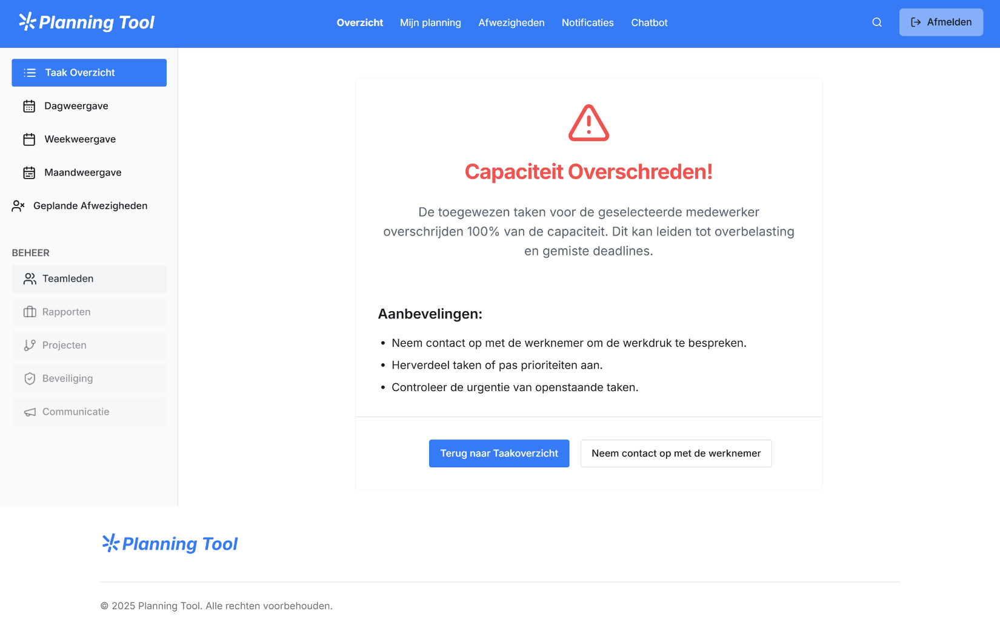 Planning Tool
Overzicht Mijn planning Afwezigheden Notificaties Chatbot
Afmelden
Taak Overzicht
Dagweergave
Weekweergave
Maandweergave
Geplande Afwezigheden
BEHEER
Teamleden
Rapporten
Projecten
Beveiliging
Communicatie
Capaciteit Overschreden!
De toegewezen taken voor de geselecteerde medewerker
overschrijden 100% van de capaciteit. Dit kan leiden tot overbelasting
en gemiste deadlines.
Aanbevelingen:
• Neem contact op met de werknemer om de werkdruk te bespreken.
• Herverdeel taken of pas prioriteiten aan.
• Controleer de urgentie van openstaande taken.
Terug naar Taakoverzicht
Neem contact op met de werknemer
Planning Tool
© 2025 Planning Tool. Alle rechten voorbehouden.